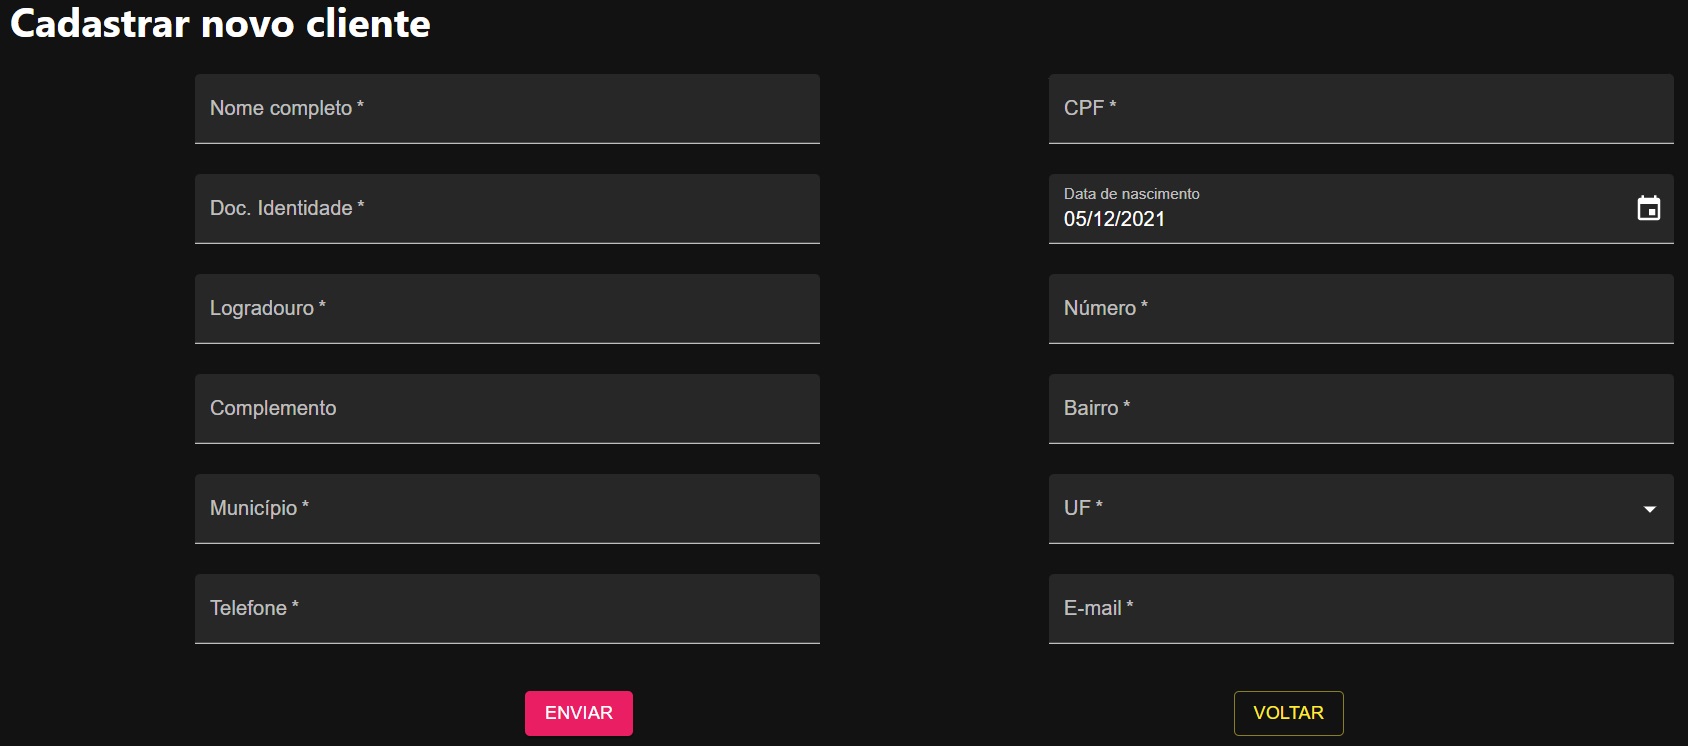 Cadastrar novo cliente
Nome completo *
CPF *
Doc. Identidade *
Data de nascimento
05/12/2021
Logradouro *
Número *
Complemento
Bairro *
Município *
UF *
Telefone *
E-mail *
ENVIAR
VOLTAR